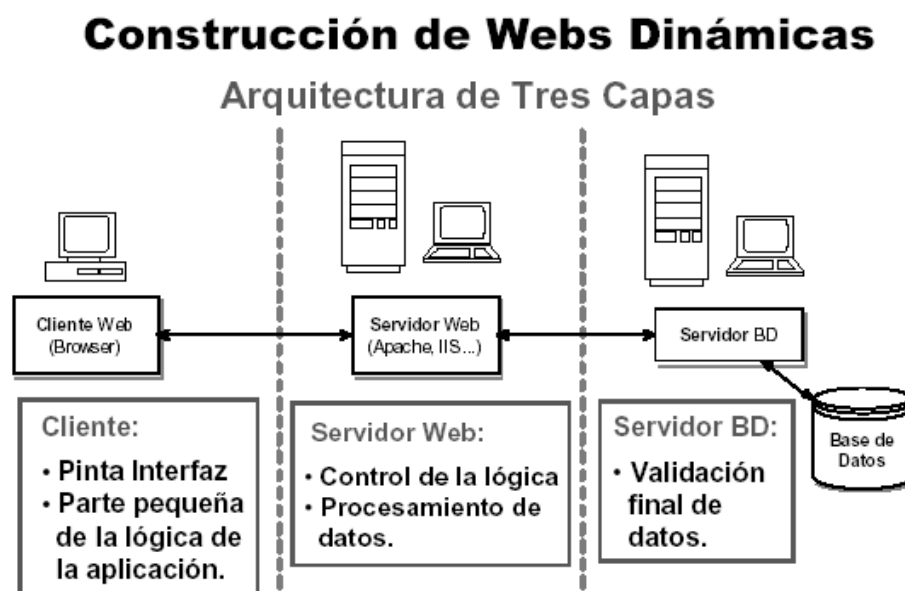 Construcción de Webs Dinámicas
Arquitectura de Tres Capas
Cliente Web
(Browser)
Servidor Web
(Apache, IIS...)
Servidor BD
Base de
Datos
Cliente:
• Pinta Interfaz
• Parte pequeña
de la lógica de
la aplicación.
Servidor Web:
• Control de la lógica
• Procesamiento de
datos.
Servidor BD:
• Validación
final de
datos.